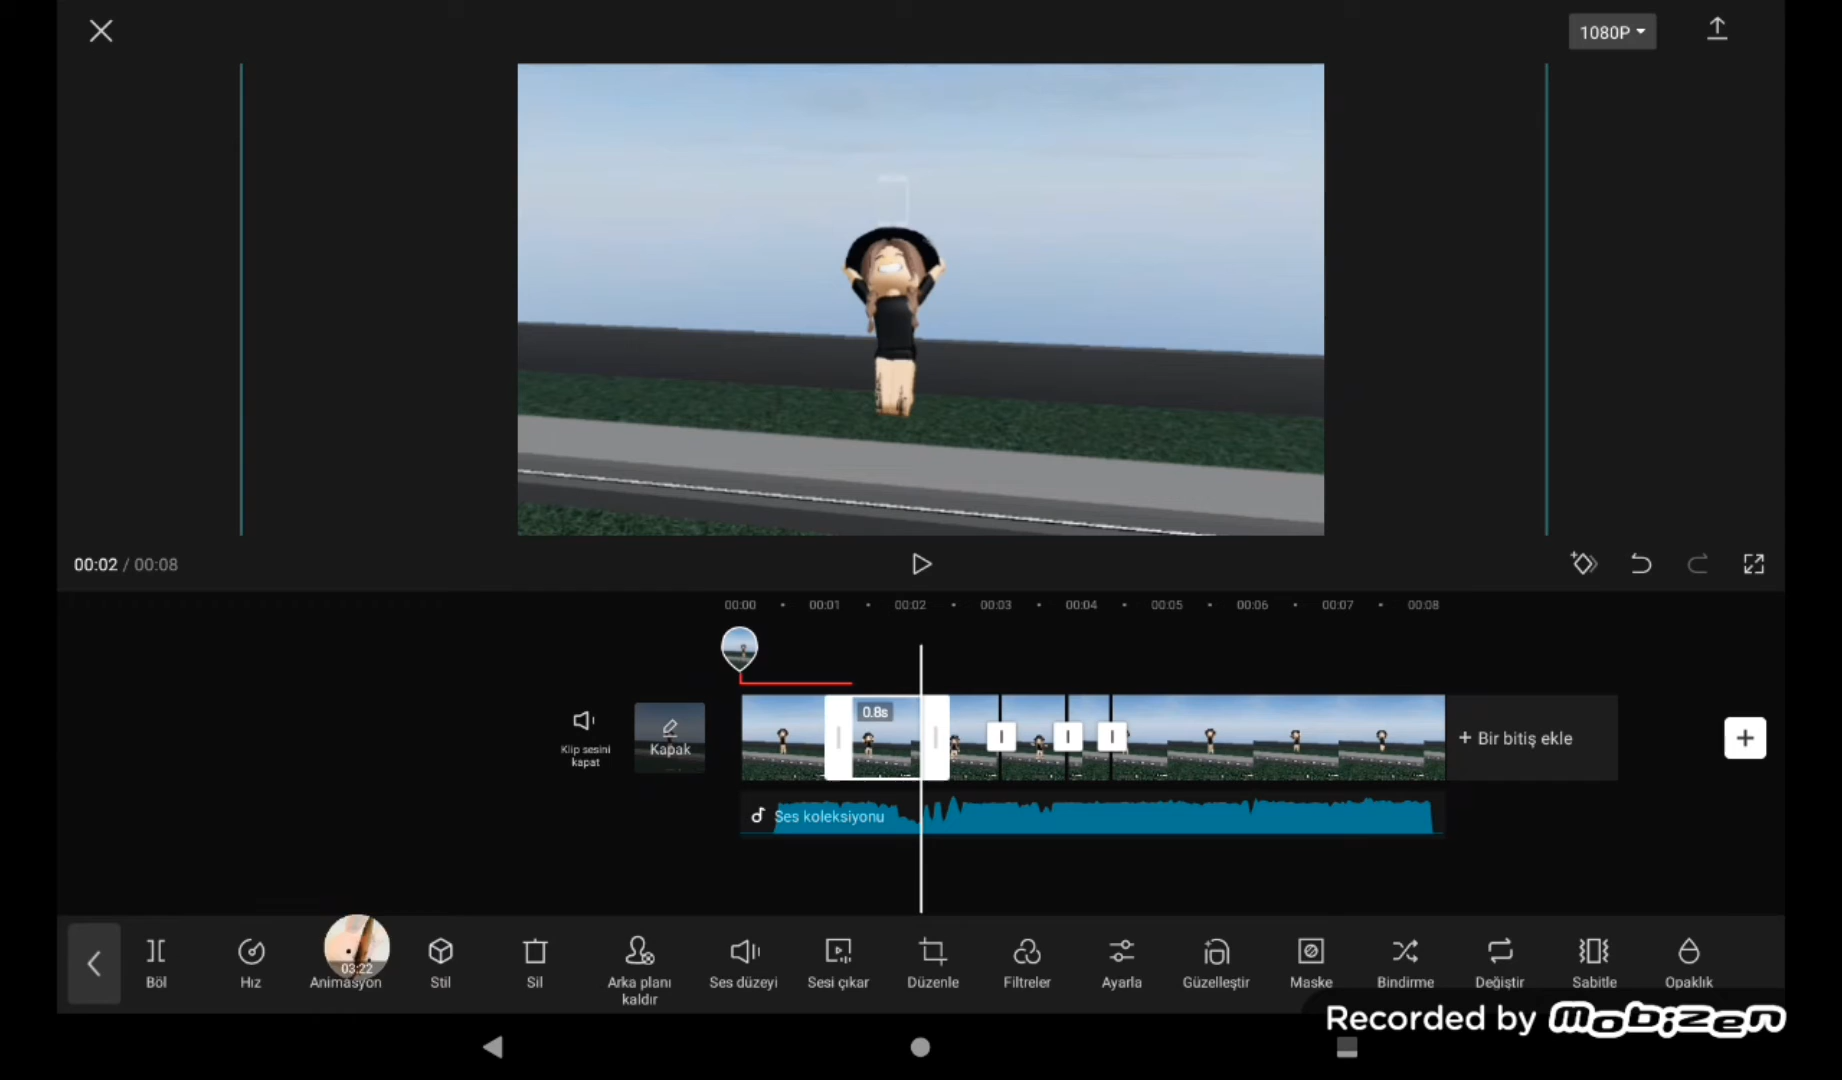 1080P
00:02 / 00:08
00:00 00:01 00:02 00:03 00:04 00:05 00:06 00:07 00:08
0.8s
Klip sesini
kapat
Kapak
+ Bir bitiş ekle
Ses koleksiyonu
03:22
Böl Hız Animasyon Stil Sil Arka planı
kaldır
Ses düzeyi Sesi çıkar Düzenle Filtreler Ayarla Güzelleştir Maske Bindirme Değiştir Sabitle Opaklık
Recorded by Mobizen